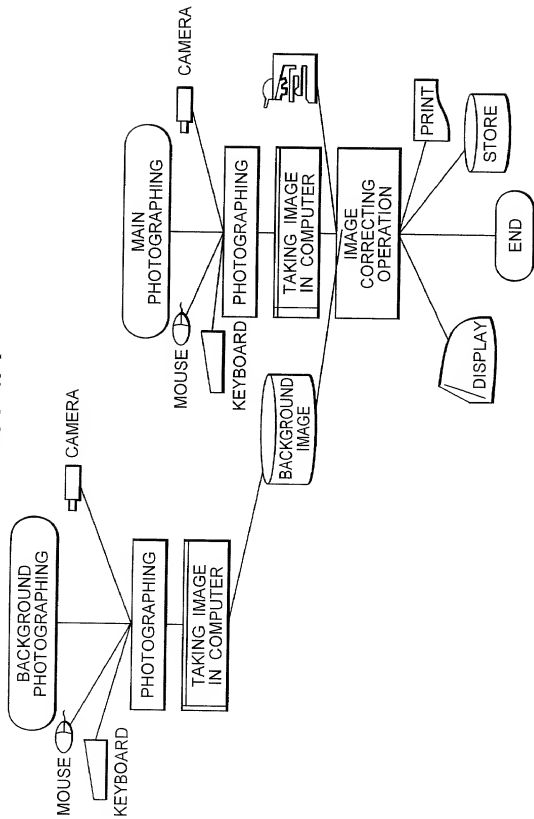 BACKGROUND
PHOTOGRAPHING
CAMERA
MOUSE
KEYBOARD
PHOTOGRAPHING
TAKING IMAGE
IN COMPUTER
BACKGROUND
IMAGE
MAIN
PHOTOGRAPHING
CAMERA
MOUSE
KEYBOARD
PHOTOGRAPHING
TAKING IMAGE
IN COMPUTER
IMAGE
CORRECTING
OPERATION
DISPLAY
PRINT
STORE
END